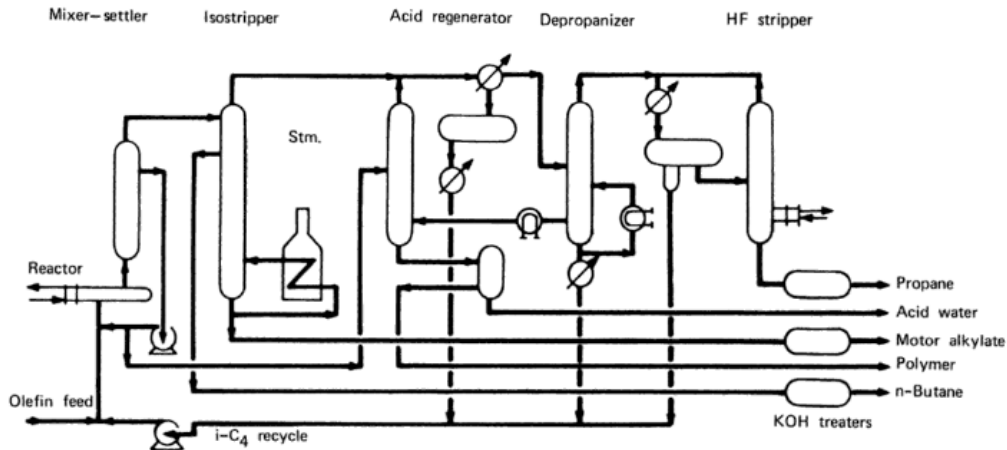 Mixer-settler
Isostripper
Acid regenerator
Depropanizer
HF stripper
Stm.
Reactor
Propane
Acid water
Motor alkylate
Polymer
Olefin feed
n-Butane
i-C₄ recycle
KOH treaters